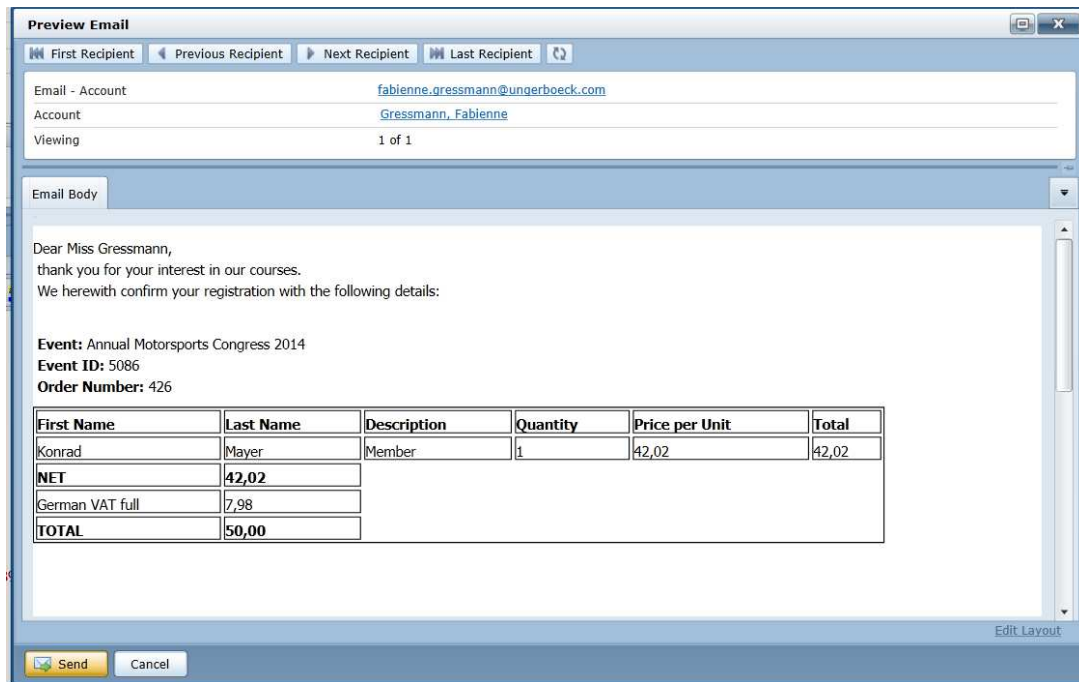 Preview Email
First Recipient Previous Recipient Next Recipient Last Recipient
Email - Account fabienne.gressmann@ungerboeck.com
Account Gressmann, Fabienne
Viewing 1 of 1
Email Body
Dear Miss Gressmann,
thank you for your interest in our courses.
We herewith confirm your registration with the following details:
Event: Annual Motorsports Congress 2014
Event ID: 5086
Order Number: 426
First Name Last Name Description Quantity Price per Unit Total
Konrad Mayer Member 1 42,02 42,02
NET 42,02
German VAT full 7,98
TOTAL 50,00
Edit Layout
Send Cancel